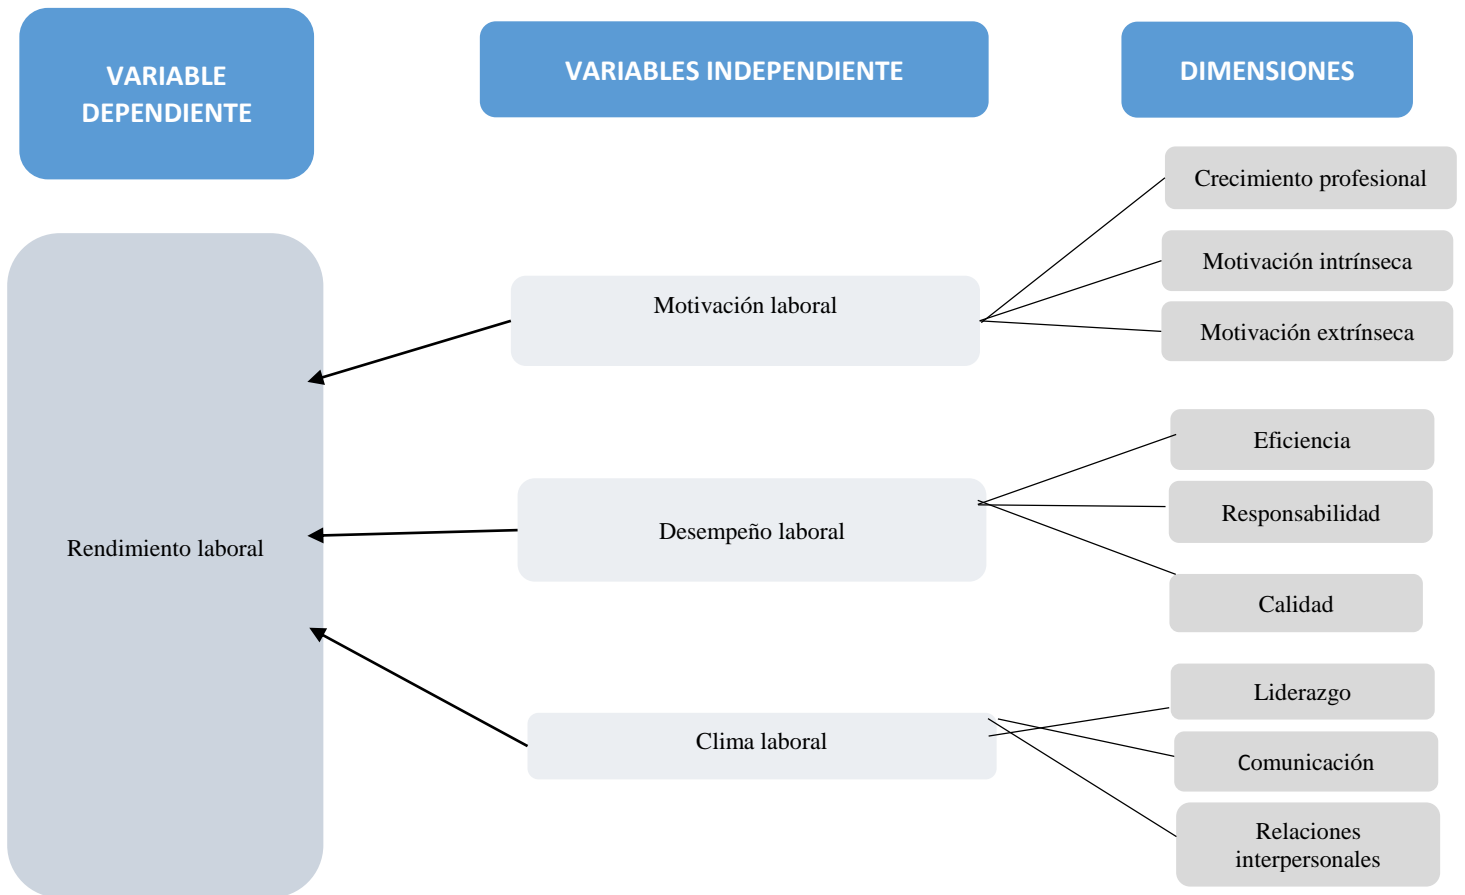 VARIABLE
DEPENDIENTE
VARIABLES INDEPENDIENTE
DIMENSIONES
Rendimiento laboral
Motivación laboral
Crecimiento profesional
Motivación intrínseca
Motivación extrínseca
Desempeño laboral
Eficiencia
Responsabilidad
Calidad
Clima laboral
Liderazgo
Comunicación
Relaciones
interpersonales